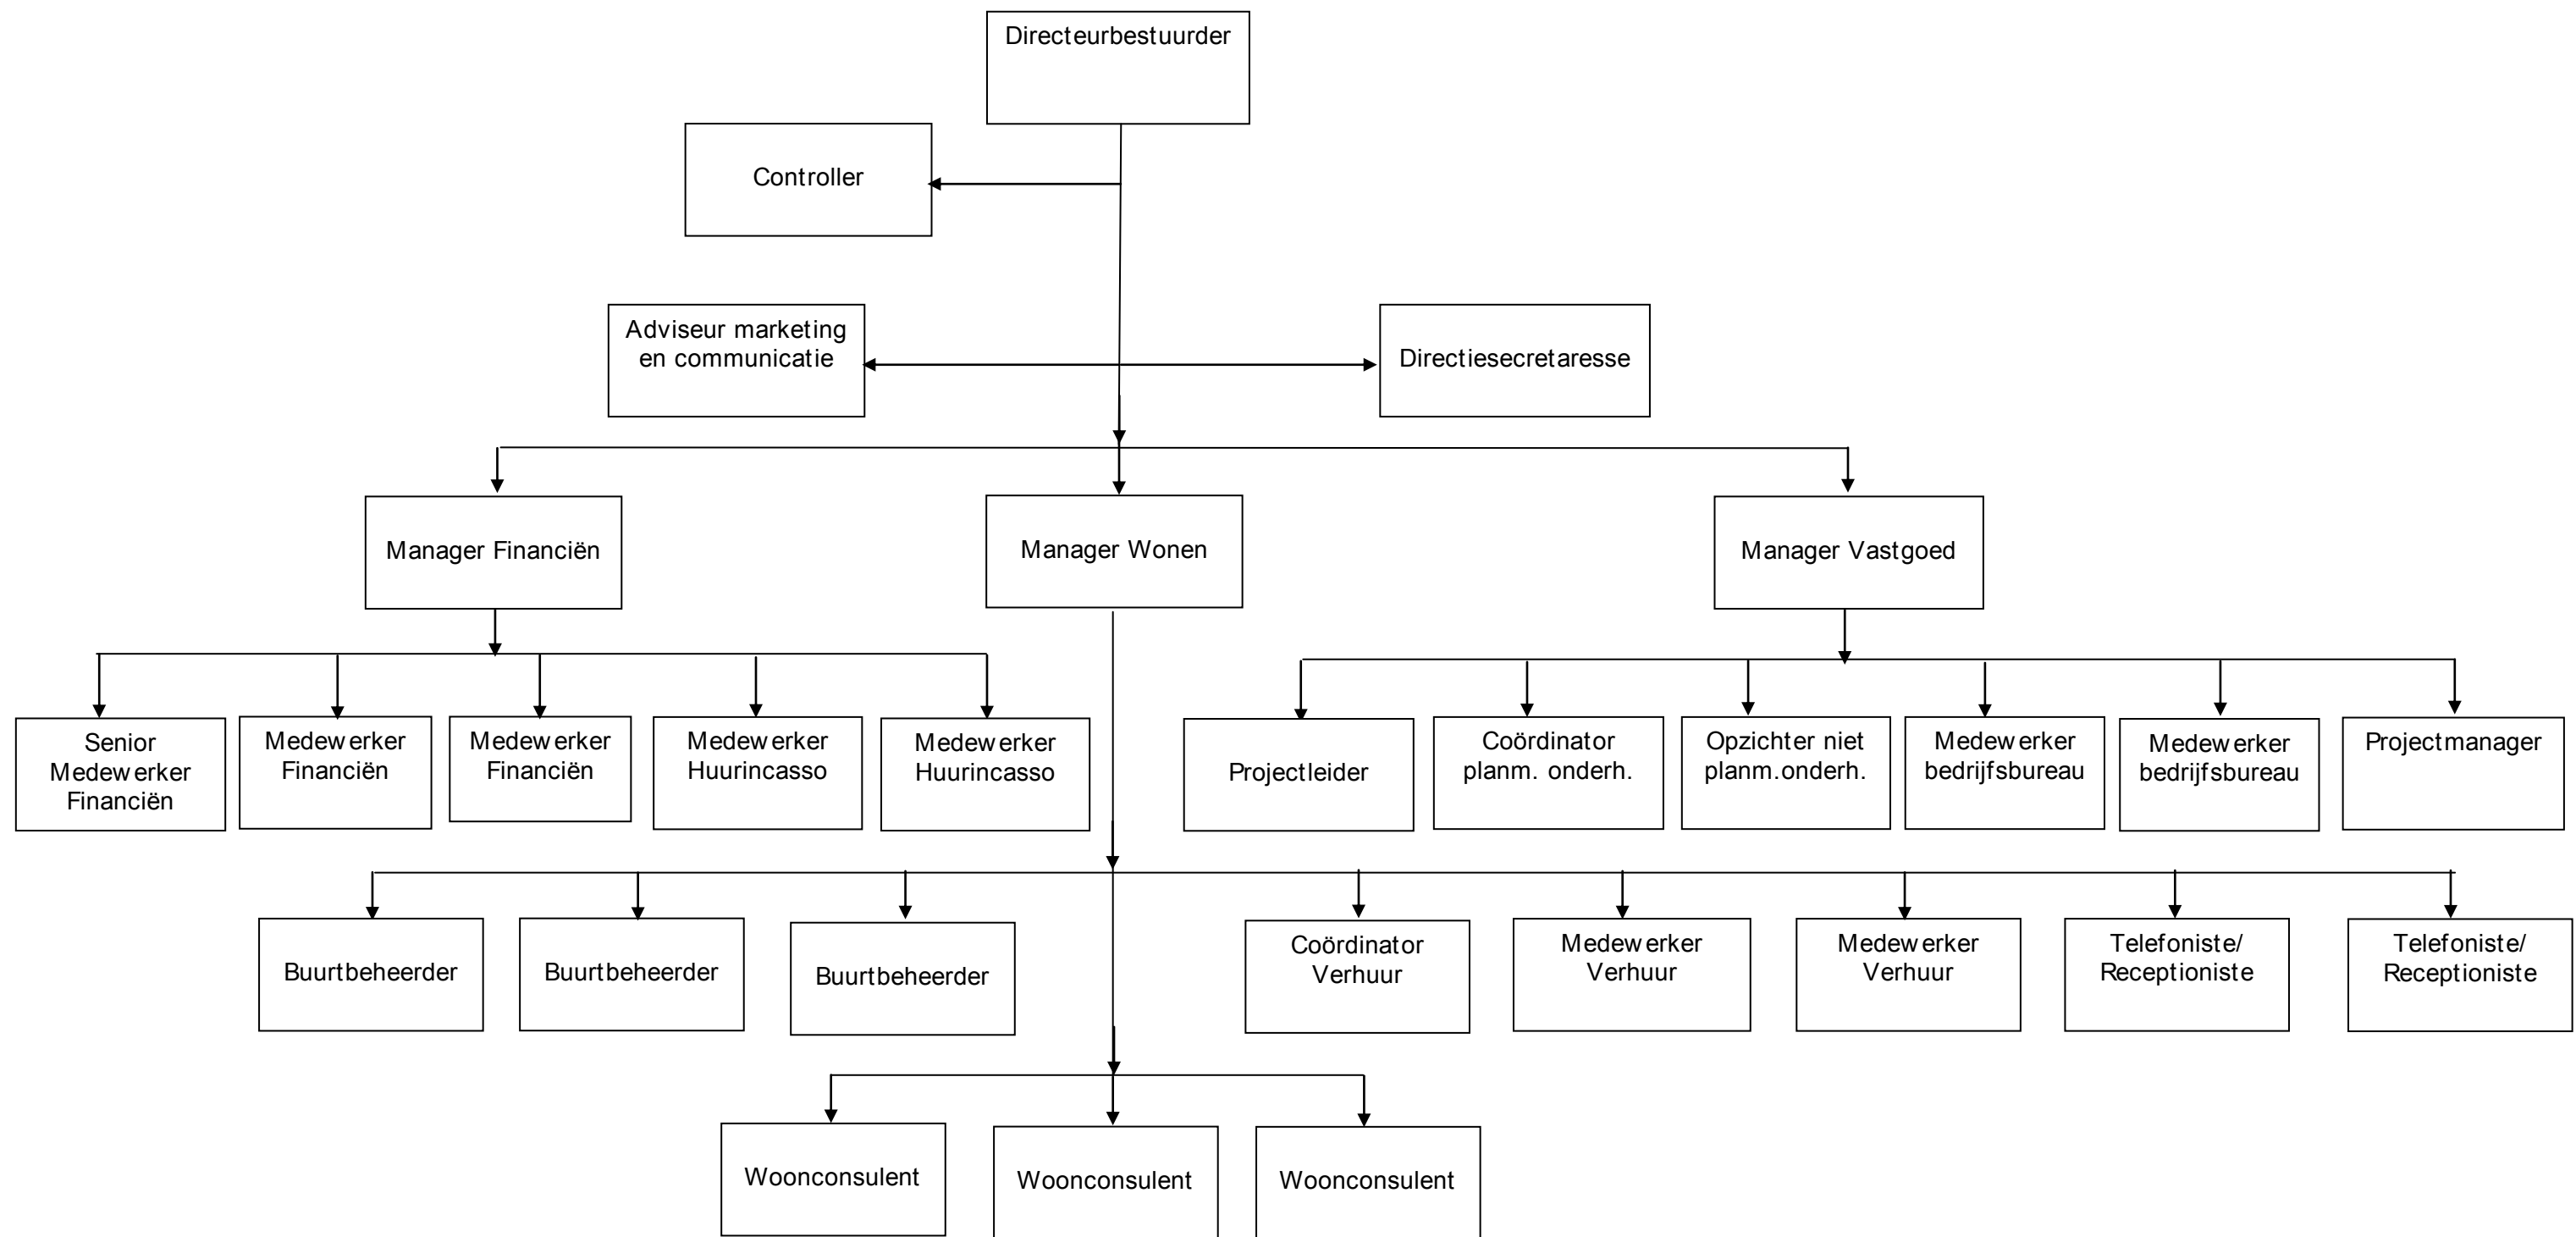 Directeurbestuurder
Controller
Adviseur marketing
en communicatie
Directiesecretaresse
Manager Financiën
Manager Wonen
Manager Vastgoed
Senior
Medewerker
Financiën
Medewerker
Financiën
Medewerker
Financiën
Medewerker
Huurincasso
Medewerker
Huurincasso
Projectleider
Coördinator
planm. onderh.
Opzichter niet
planm.onderh.
Medewerker
bedrijfsbureau
Medewerker
bedrijfsbureau
Projectmanager
Buurtbeheerder
Buurtbeheerder
Buurtbeheerder
Coördinator
Verhuur
Medewerker
Verhuur
Medewerker
Verhuur
Telefoniste/
Receptioniste
Telefoniste/
Receptioniste
Woonconsulent
Woonconsulent
Woonconsulent